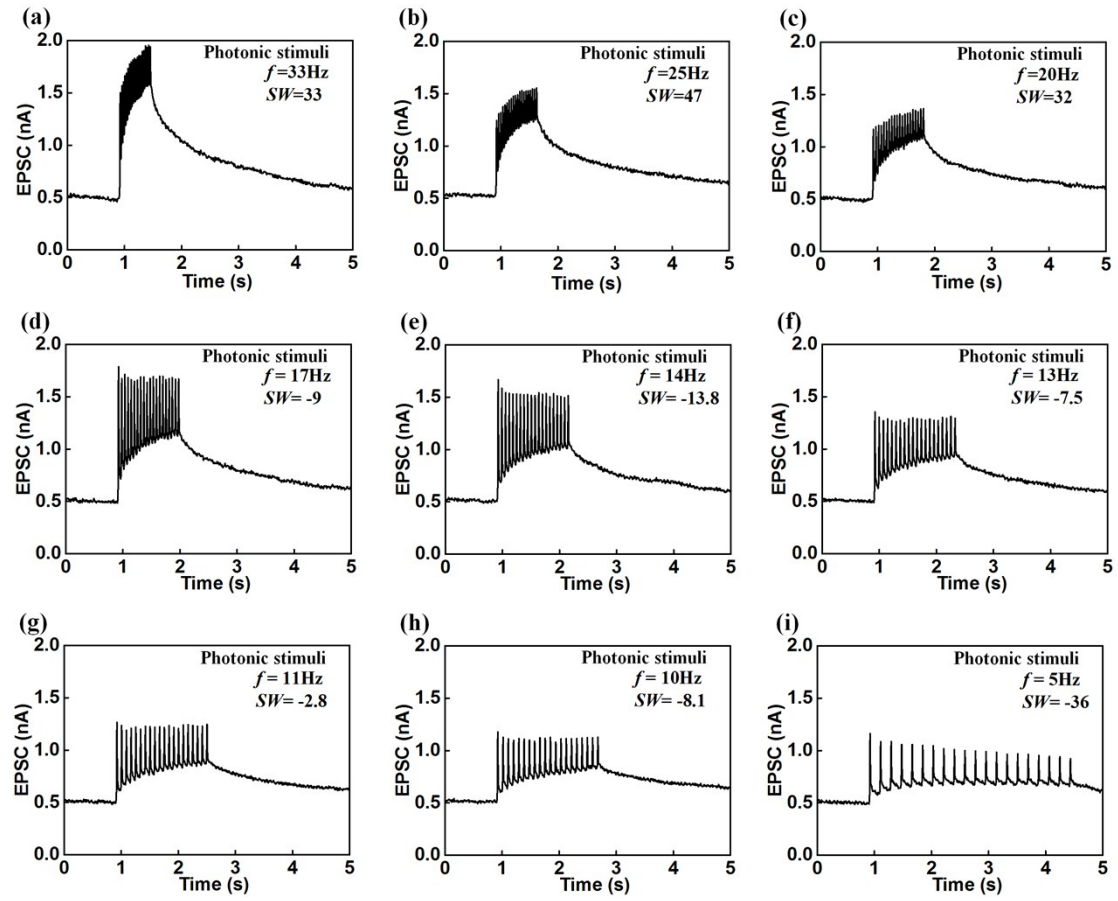 (a)
2.0
1.5
1.0
0.5
0.0
EPSC (nA)
Photonic stimuli
f =33Hz
SW=33
0 1 2 3 4 5
Time (s)
(b)
2.0
1.5
1.0
0.5
0.0
EPSC (nA)
Photonic stimuli
f =25Hz
SW=47
0 1 2 3 4 5
Time (s)
(c)
2.0
1.5
1.0
0.5
0.0
EPSC (nA)
Photonic stimuli
f =20Hz
SW=32
0 1 2 3 4 5
Time (s)
(d)
2.0
1.5
1.0
0.5
0.0
EPSC (nA)
Photonic stimuli
f = 17Hz
SW= -9
0 1 2 3 4 5
Time (s)
(e)
2.0
1.5
1.0
0.5
0.0
EPSC (nA)
Photonic stimuli
f = 14Hz
SW= -13.8
0 1 2 3 4 5
Time (s)
(f)
2.0
1.5
1.0
0.5
0.0
EPSC (nA)
Photonic stimuli
f = 13Hz
SW= -7.5
0 1 2 3 4 5
Time (s)
(g)
2.0
1.5
1.0
0.5
0.0
EPSC (nA)
Photonic stimuli
f = 11Hz
SW= -2.8
0 1 2 3 4 5
Time (s)
(h)
2.0
1.5
1.0
0.5
0.0
EPSC (nA)
Photonic stimuli
f = 10Hz
SW= -8.1
0 1 2 3 4 5
Time (s)
(i)
2.0
1.5
1.0
0.5
0.0
EPSC (nA)
Photonic stimuli
f = 5Hz
SW= -36
0 1 2 3 4 5
Time (s)